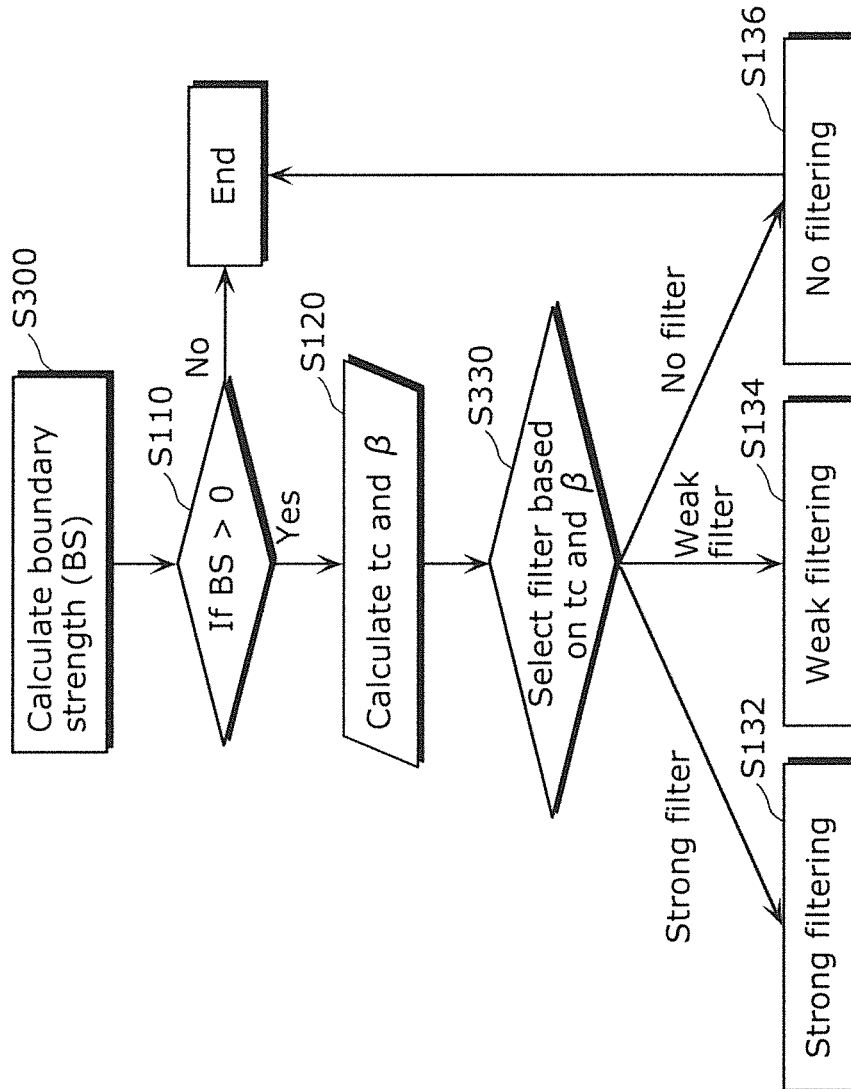 S300
Calculate boundary
strength (BS)
S110
If BS > 0
No
End
Yes
S120
Calculate tc and β
S330
Select filter based
on tc and β
Strong filter
Weak
filter
No filter
S132
Strong filtering
S134
Weak filtering
S136
No filtering